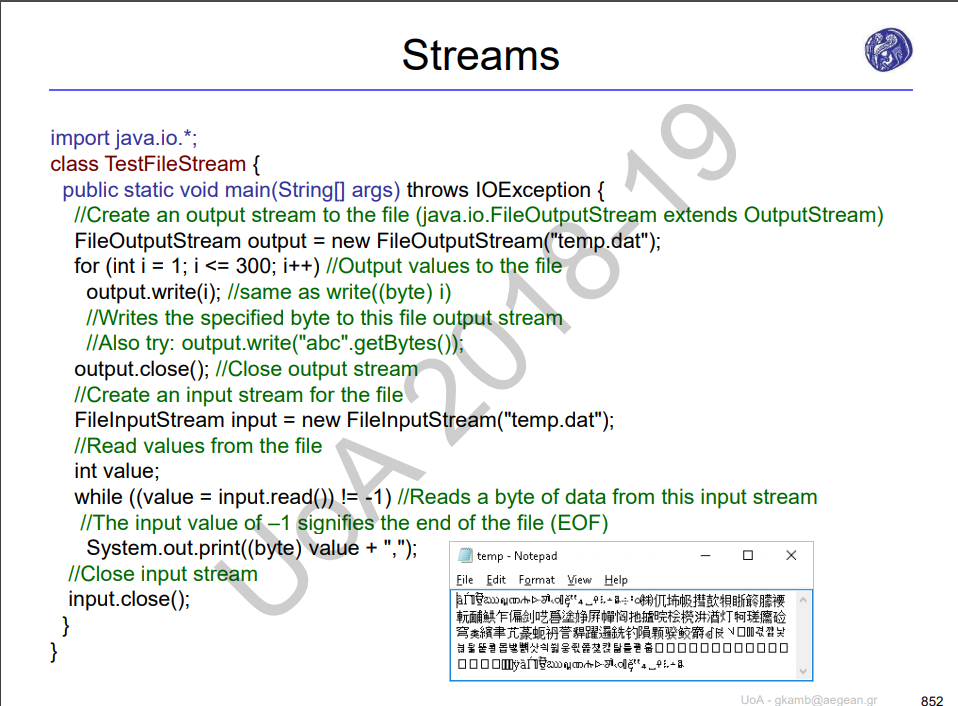 Streams
import java.io.*;
class TestFileStream {
public static void main(String[] args) throws IOException {
//Create an output stream to the file (java.io.FileOutputStream extends OutputStream)
FileOutputStream output = new FileOutputStream("temp.dat");
for (int i = 1; i <= 300; i++) //Output values to the file
output.write(i); //same as write((byte) i)
//Writes the specified byte to this file output stream
//Also try: output.write("abc".getBytes());
output.close(); //Close output stream
//Create an input stream for the file
FileInputStream input = new FileInputStream("temp.dat");
//Read values from the file
int value;
while ((value = input.read()) != -1) //Reads a byte of data from this input stream
//The input value of –1 signifies the end of the file (EOF)
System.out.print((byte) value + ",");
//Close input stream
input.close();
}
}
temp - Notepad
File Edit Format View Help
UoA 2018-19
UoA - gkamb@aegean.gr
852